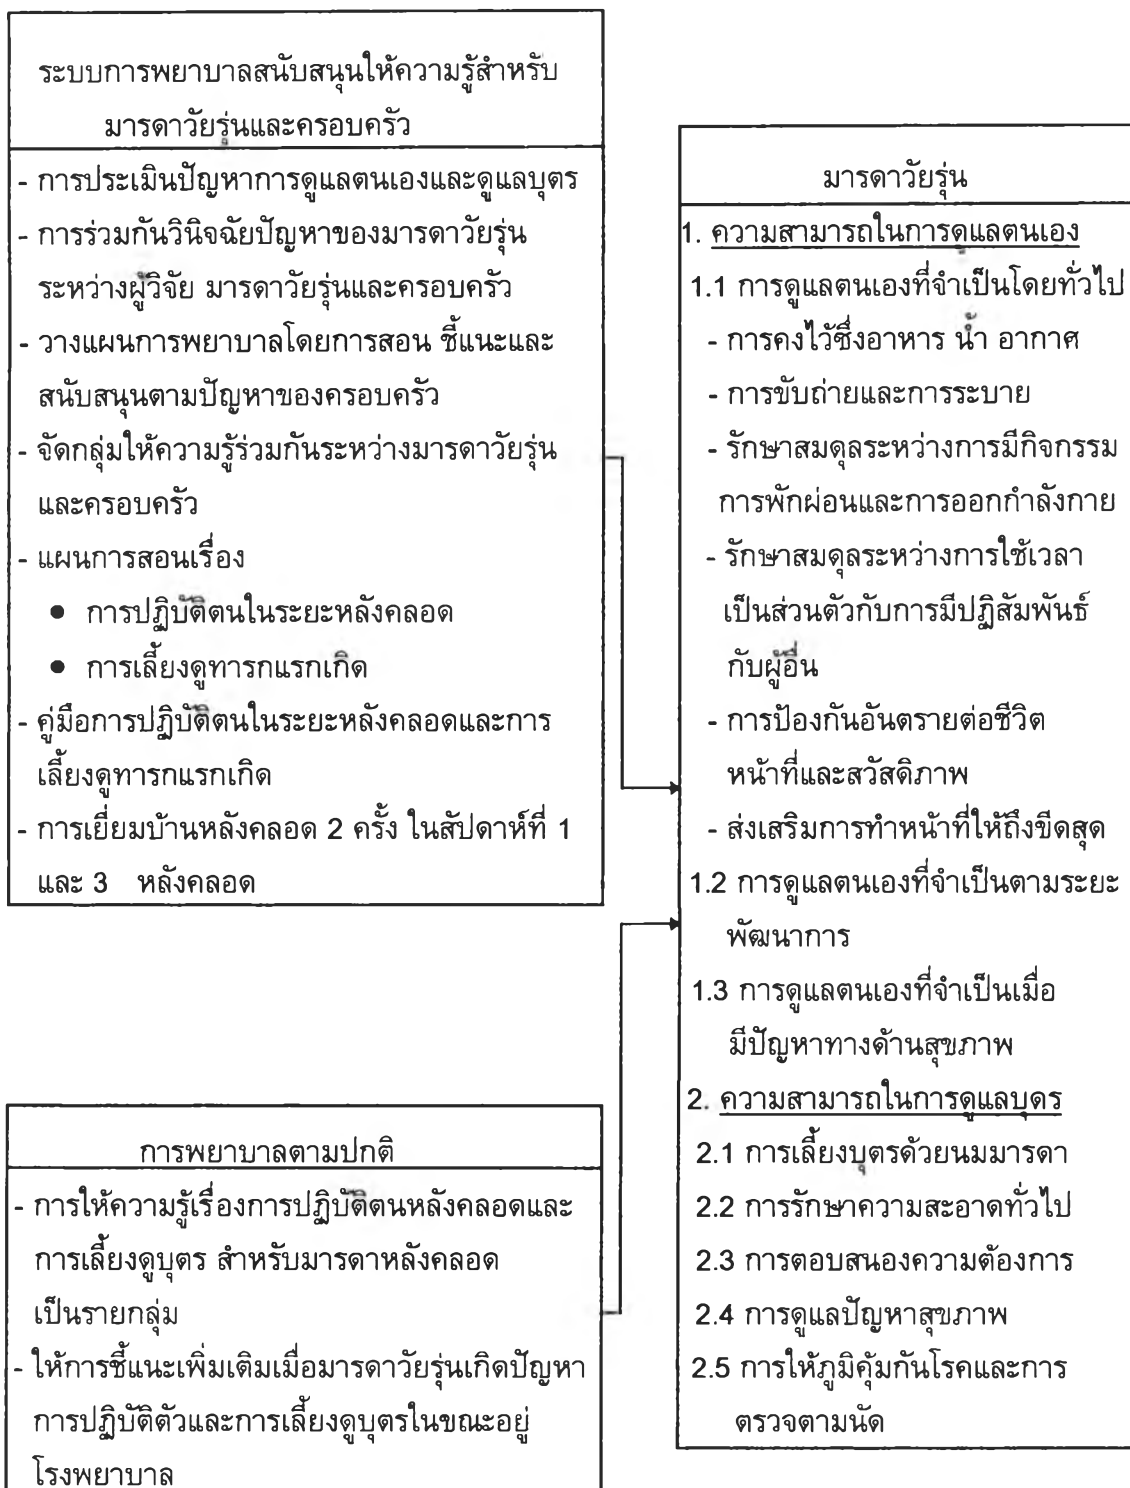 ระบบการพยาบาลสนับสนุนให้ความรู้สำหรับ
มารดาวัยรุ่นและครอบครัว
- การประเมินปัญหาการดูแลตนเองและดูแลบุตร
- การร่วมกันวินิจฉัยปัญหาของมารดาวัยรุ่น
ระหว่างผู้วิจัย มารดาวัยรุ่นและครอบครัว
- วางแผนการพยาบาลโดยการสอน ชี้แนะและ
สนับสนุนตามปัญหาของครอบครัว
- จัดกลุ่มให้ความรู้ร่วมกันระหว่างมารดาวัยรุ่น
และครอบครัว
- แผนการสอนเรื่อง
● การปฏิบัติตนในระยะหลังคลอด
● การเลี้ยงดูทารกแรกเกิด
- คู่มือการปฏิบัติตนในระยะหลังคลอดและการ
เลี้ยงดูทารกแรกเกิด
- การเยี่ยมบ้านหลังคลอด 2 ครั้ง ในสัปดาห์ที่ 1
และ 3 หลังคลอด
การพยาบาลตามปกติ
- การให้ความรู้เรื่องการปฏิบัติตนหลังคลอดและ
การเลี้ยงดูบุตร สำหรับมารดาหลังคลอด
เป็นรายกลุ่ม
- ให้การชี้แนะเพิ่มเติมเมื่อมารดาวัยรุ่นเกิดปัญหา
การปฏิบัติตัวและการเลี้ยงดูบุตรในขณะอยู่
โรงพยาบาล
มารดาวัยรุ่น
1. ความสามารถในการดูแลตนเอง
1.1 การดูแลตนเองที่จำเป็นโดยทั่วไป
- การคงไว้ซึ่งอาหาร น้ำ อากาศ
- การขับถ่ายและการระบาย
- รักษาสมดุลระหว่างการมีกิจกรรม
การพักผ่อนและการออกกำลังกาย
- รักษาสมดุลระหว่างการใช้เวลา
เป็นส่วนตัวกับการมีปฏิสัมพันธ์
กับผู้อื่น
- การป้องกันอันตรายต่อชีวิต
หน้าที่และสวัสดิภาพ
- ส่งเสริมการทำหน้าที่ให้ถึงขีดสุด
1.2 การดูแลตนเองที่จำเป็นตามระยะ
พัฒนาการ
1.3 การดูแลตนเองที่จำเป็นเมื่อ
มีปัญหาทางด้านสุขภาพ
2. ความสามารถในการดูแลบุตร
2.1 การเลี้ยงบุตรด้วยนมมารดา
2.2 การรักษาความสะอาดทั่วไป
2.3 การตอบสนองความต้องการ
2.4 การดูแลปัญหาสุขภาพ
2.5 การให้ภูมิคุ้มกันโรคและการ
ตรวจตามนัด